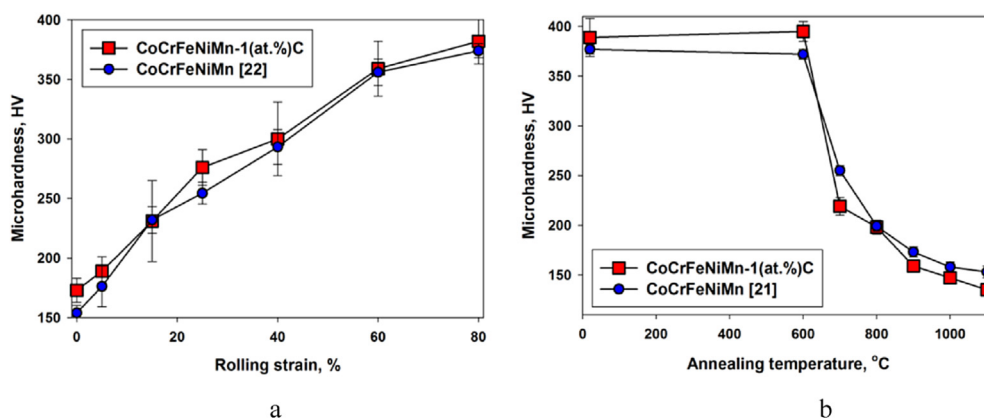 400
350
300
250
200
150
Microhardness, HV
CoCrFeNiMn-1(at.%)C
CoCrFeNiMn [22]
0 20 40 60 80
Rolling strain, %
a
400
350
300
250
200
150
Microhardness, HV
CoCrFeNiMn-1(at.%)C
CoCrFeNiMn [21]
0 200 400 600 800 1000
Annealing temperature, °C
b